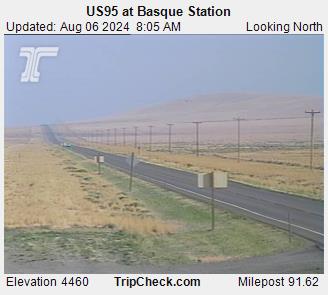 US95 at Basque Station
Updated: Aug 06 2024 8:05 AM Looking North
Elevation 4460 TripCheck.com Milepost 91.62